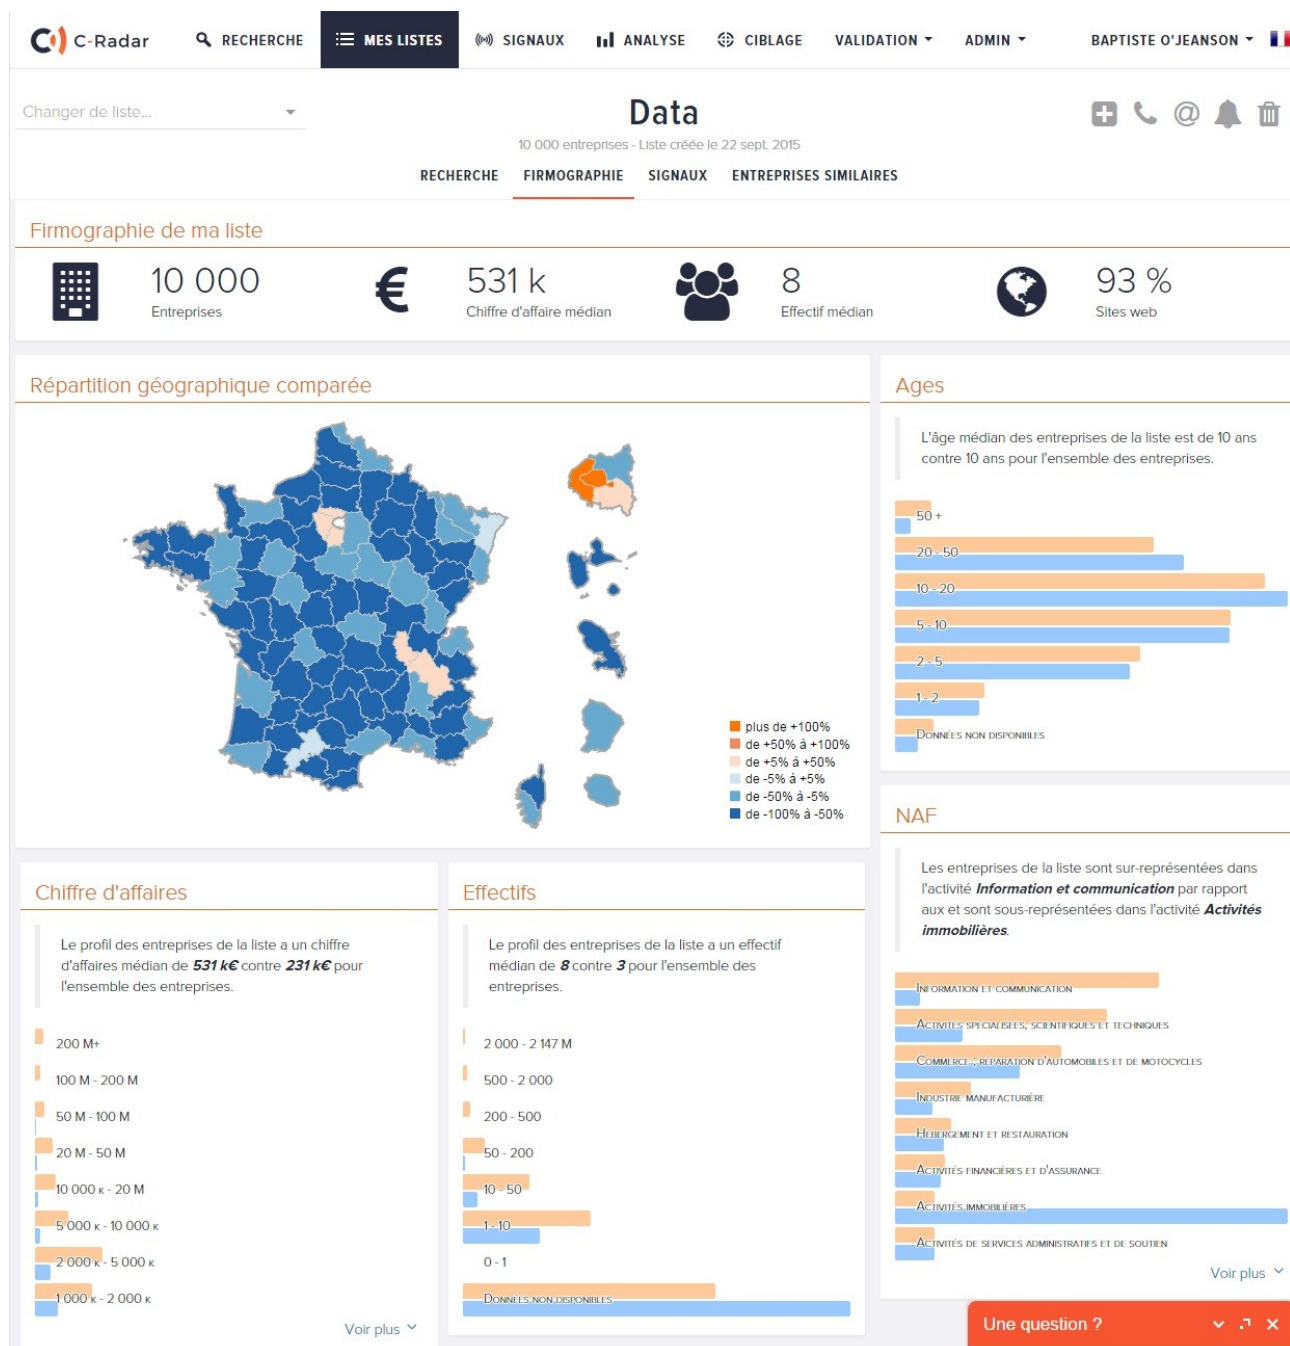 C-Radar
RECHERCHE
MES LISTES
SIGNAUX
ANALYSE
CIBLAGE
VALIDATION
ADMIN
BAPTISTE O'JEANSON
Changer de liste...
Data
10 000 entreprises - Liste créée le 22 sept. 2015
RECHERCHE
FIRMOGRAPHIE
SIGNAUX
ENTREPRISES SIMILAIRES
Firmographie de ma liste
10 000
Entreprises
€
531 k
Chiffre d'affaire médian
8
Effectif médian
93 %
Sites web
Répartition géographique comparée
plus de +100%
de +50% à +100%
de +5% à +50%
de -5% à +5%
de -50% à -5%
de -100% à -50%
Ages
L'âge médian des entreprises de la liste est de 10 ans
contre 10 ans pour l'ensemble des entreprises.
50 +
20 - 50
10 - 20
5 - 10
2 - 5
1 - 2
Données non disponibles
NAF
Les entreprises de la liste sont sur-représentées dans
l'activité Information et communication par rapport
aux et sont sous-représentées dans l'activité Activités
immobilières.
Information et communication
Activités spécialisées, scientifiques et techniques
Commerce ; réparation d'automobiles et de motocycles
Industrie manufacturière
Hébergement et restauration
Activités financières et d'assurance
Activités immobilières
Activités de services administratifs et de soutien
Voir plus
Chiffre d'affaires
Le profil des entreprises de la liste a un chiffre
d'affaires médian de 531 k€ contre 231 k€ pour
l'ensemble des entreprises.
200 M+
100 M - 200 M
50 M - 100 M
20 M - 50 M
10 000 k - 20 M
5 000 k - 10 000 k
2 000 k - 5 000 k
1 000 k - 2 000 k
Voir plus
Effectifs
Le profil des entreprises de la liste a un effectif
médian de 8 contre 3 pour l'ensemble des
entreprises.
2 000 - 2 147 M
500 - 2 000
200 - 500
50 - 200
10 - 50
1 - 10
0 - 1
Données non disponibles
Une question ?